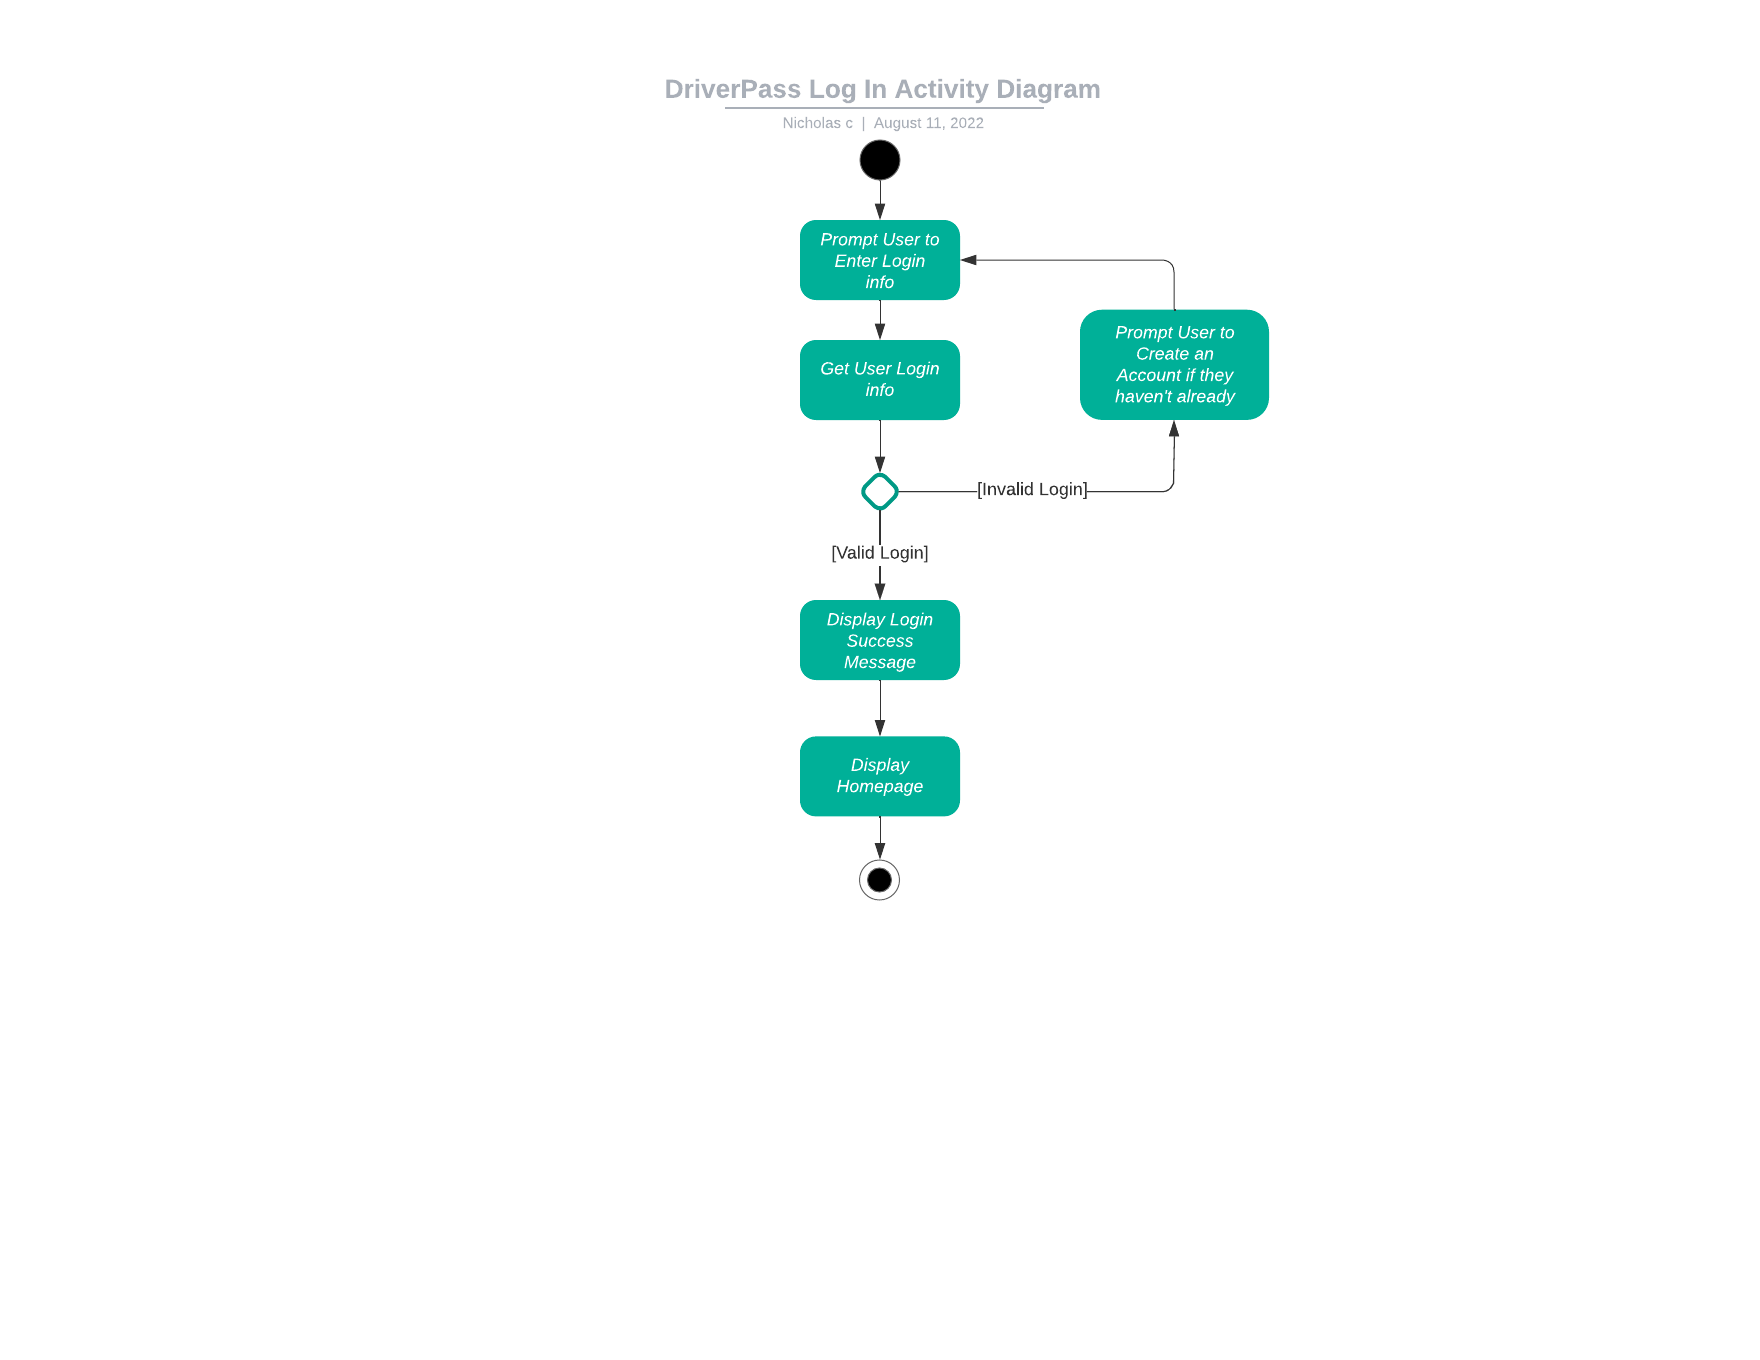 DriverPass Log In Activity Diagram
Nicholas c | August 11, 2022
Prompt User to
Enter Login
info
Prompt User to
Create an
Account if they
haven't already
Get User Login
info
[Invalid Login]
[Valid Login]
Display Login
Success
Message
Display
Homepage